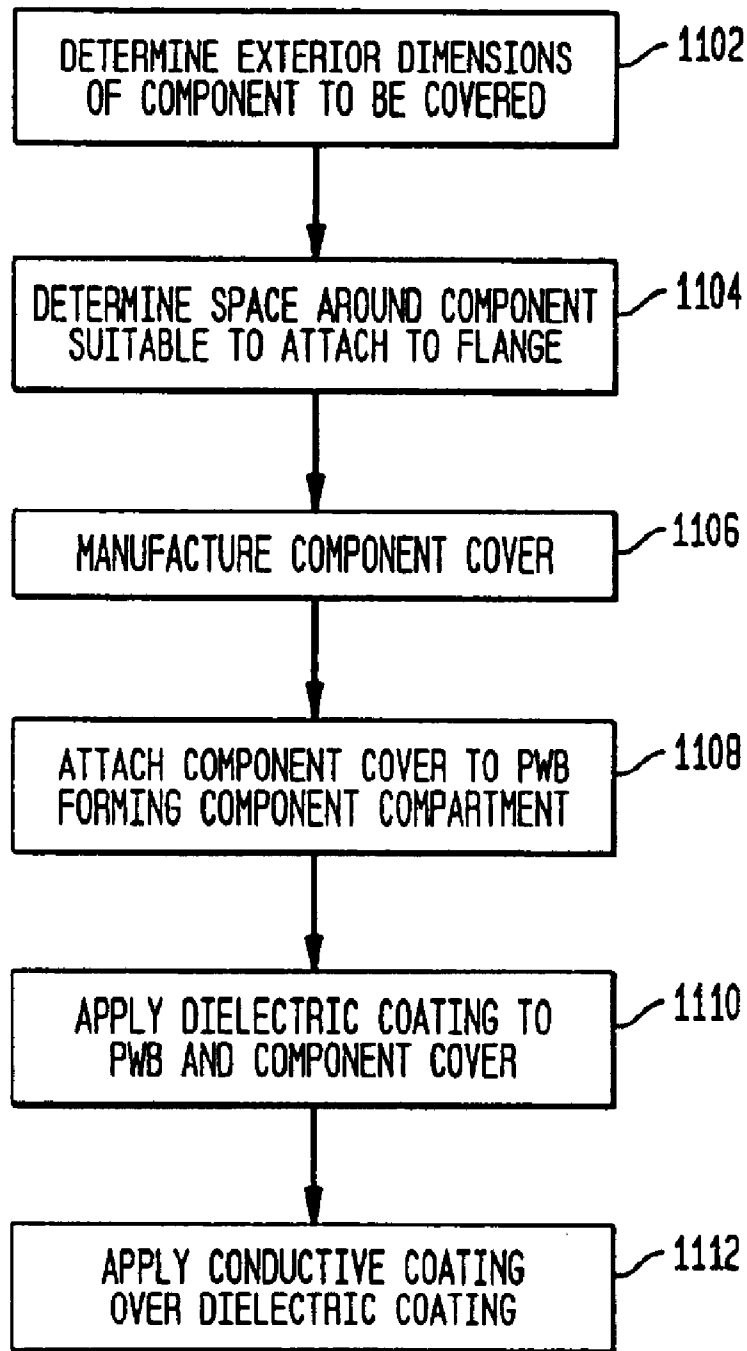 DETERMINE EXTERIOR DIMENSIONS
OF COMPONENT TO BE COVERED
1102
DETERMINE SPACE AROUND COMPONENT
SUITABLE TO ATTACH TO FLANGE
1104
MANUFACTURE COMPONENT COVER
1106
ATTACH COMPONENT COVER TO PWB
FORMING COMPONENT COMPARTMENT
1108
APPLY DIELECTRIC COATING TO
PWB AND COMPONENT COVER
1110
APPLY CONDUCTIVE COATING
OVER DIELECTRIC COATING
1112